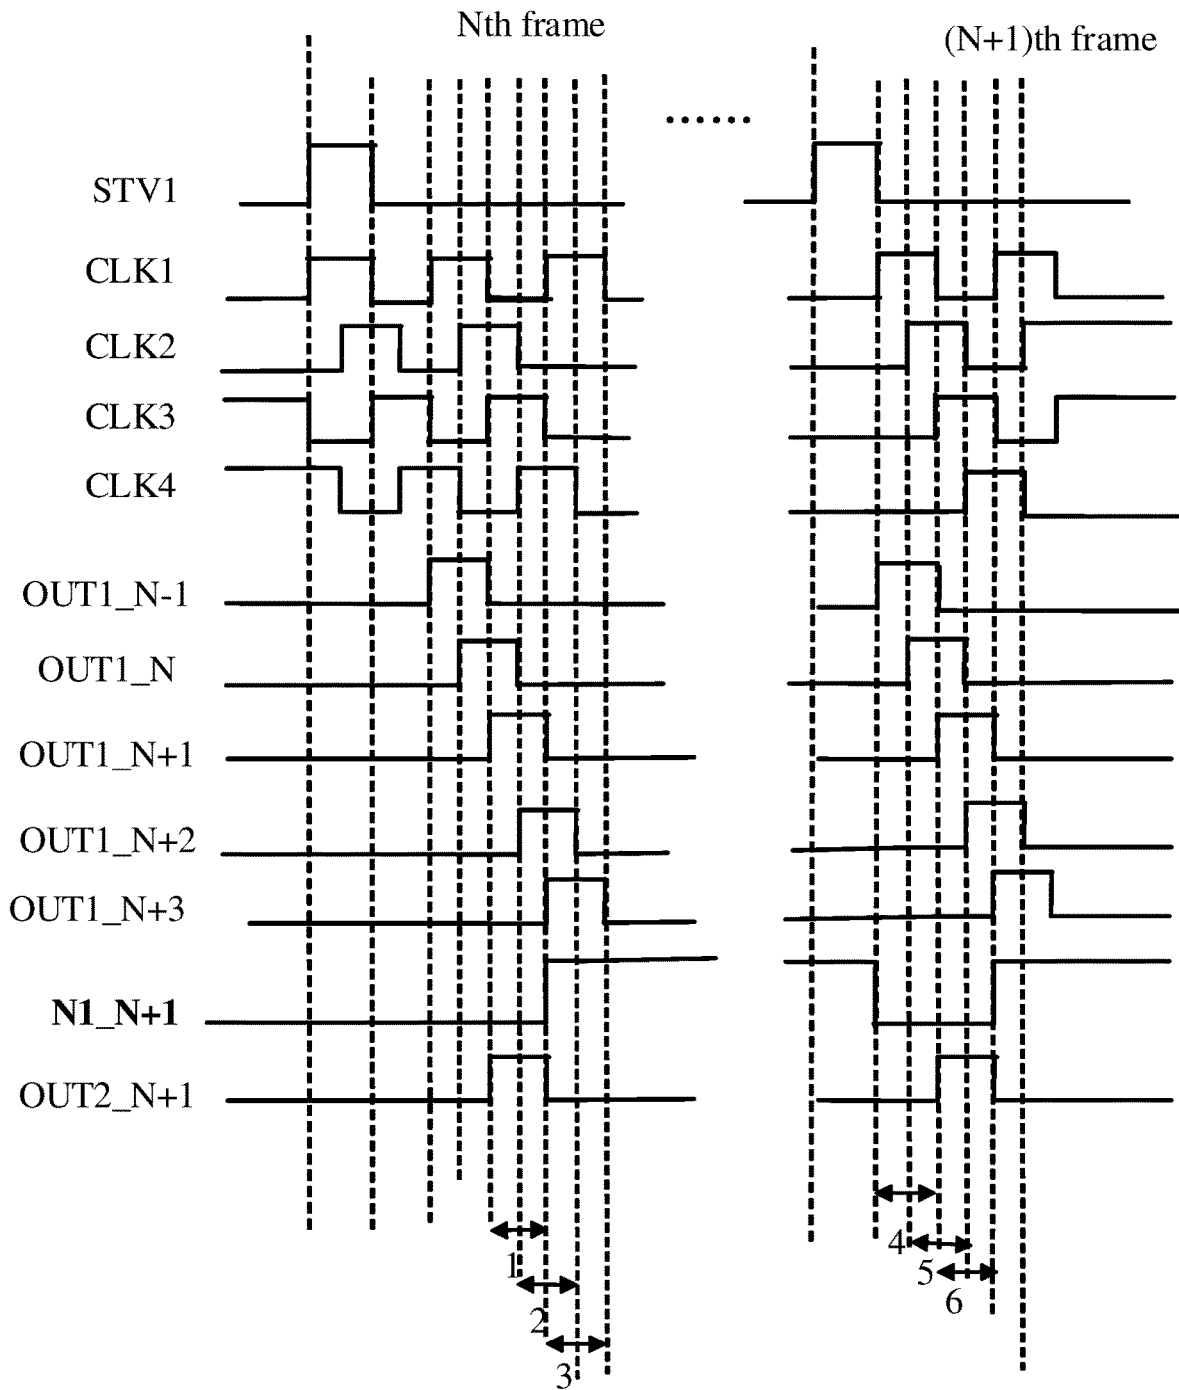 Nth frame
(N+1)th frame
......
STV1
CLK1
CLK2
CLK3
CLK4
OUT1_N-1
OUT1_N
OUT1_N+1
OUT1_N+2
OUT1_N+3
N1_N+1
OUT2_N+1
1
2
3
4
5
6